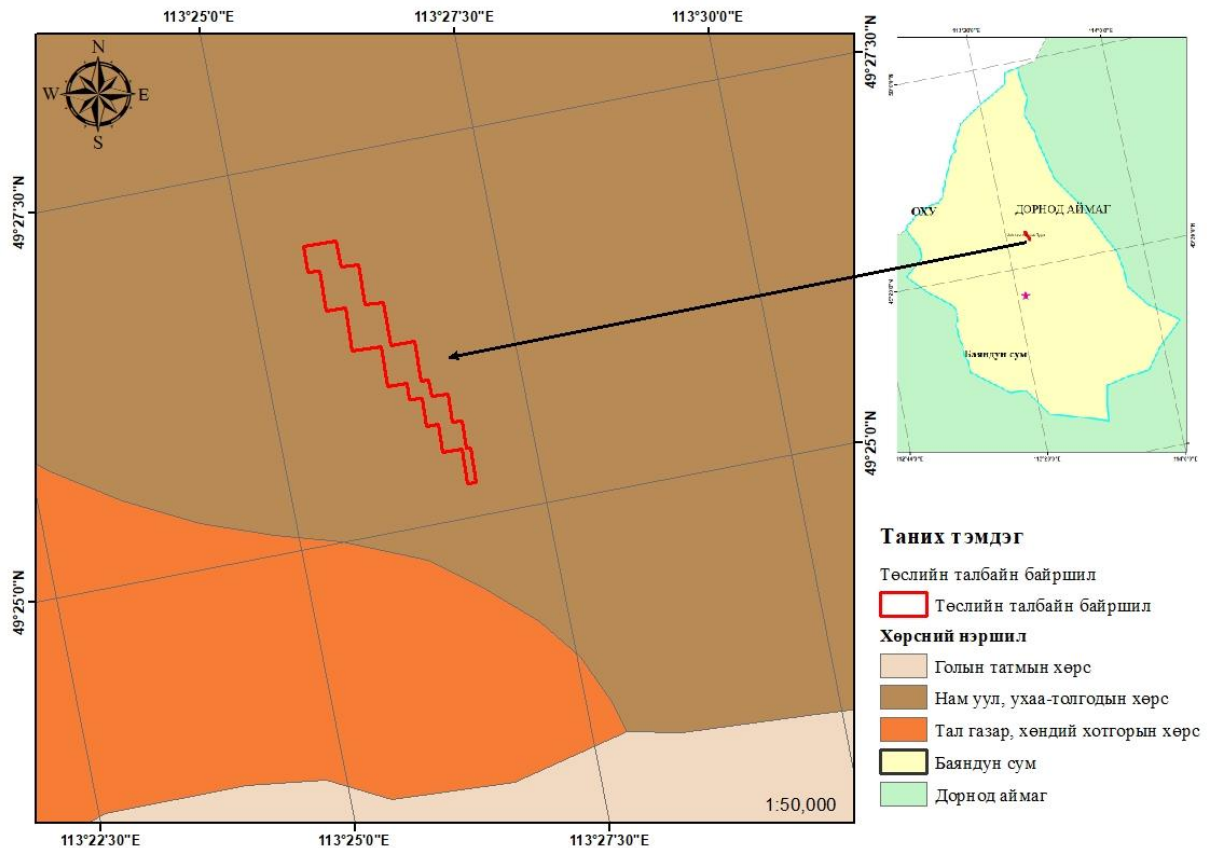 113°25'0"E
113°27'30"E
113°30'0"E
49°27'30"N
49°27'30"N
N
W
E
S
ОХУ
ДОРНОД АЙМАГ
Баяндун сум
49°25'0"N
49°25'0"N
Таних тэмдэг
Төслийн талбайн байршил
Төслийн талбайн байршил
Хөрсний нэршил
Голын татмын хөрс
Нам уул, ухаа-толгодын хөрс
Тал газар, хөндий хотгорын хөрс
Баяндун сум
Дорнод аймаг
1:50,000
113°22'30"E
113°25'0"E
113°27'30"E